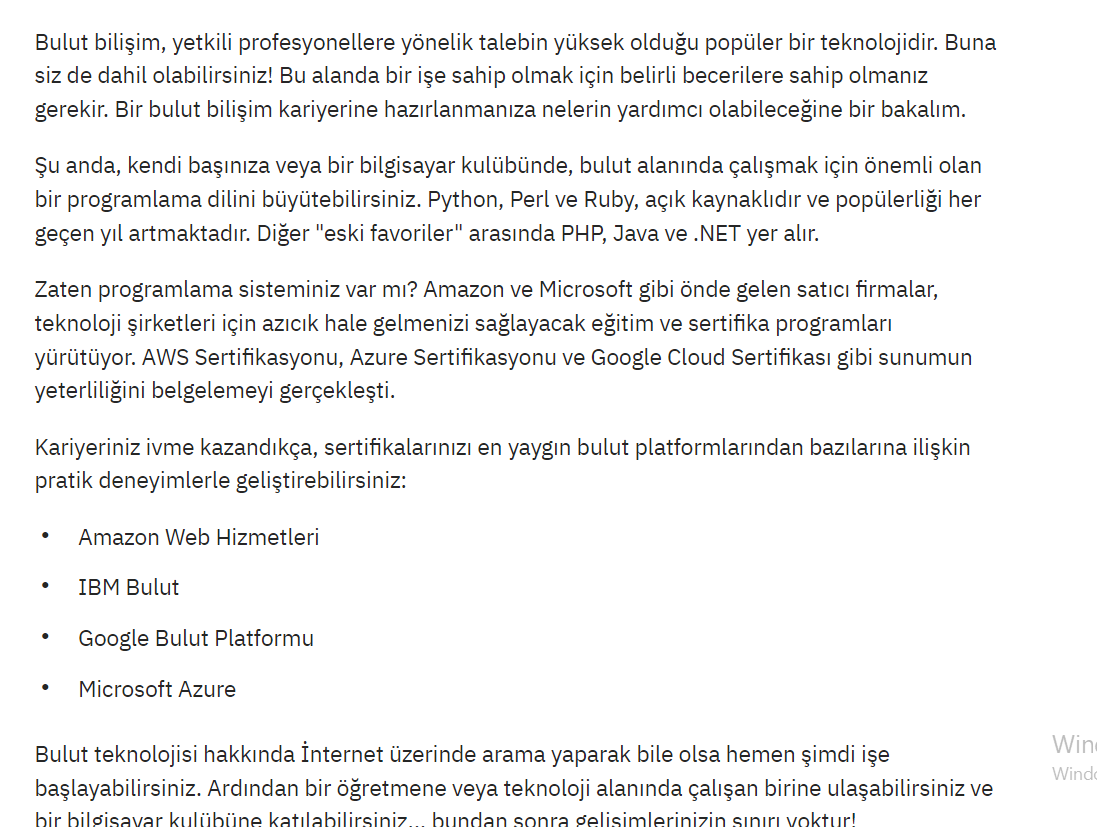 Bulut bilişim, yetkili profesyonellere yönelik talebin yüksek olduğu popüler bir teknolojidir. Buna
siz de dahil olabilirsiniz! Bu alanda bir işe sahip olmak için belirli becerilere sahip olmanız
gerekir. Bir bulut bilişim kariyerine hazırlanmanıza nelerin yardımcı olabileceğine bir bakalım.
Şu anda, kendi başınıza veya bir bilgisayar kulübünde, bulut alanında çalışmak için önemli olan
bir programlama dilini büyütebilirsiniz. Python, Perl ve Ruby, açık kaynaklıdır ve popülerliği her
geçen yıl artmaktadır. Diğer "eski favoriler" arasında PHP, Java ve .NET yer alır.
Zaten programlama sisteminiz var mı? Amazon ve Microsoft gibi önde gelen satıcı firmalar,
teknoloji şirketleri için azıcık hale gelmenizi sağlayacak eğitim ve sertifika programları
yürütüyor. AWS Sertifikasyonu, Azure Sertifikasyonu ve Google Cloud Sertifikası gibi sunumun
yeterliliğini belgelemeyi gerçekleşti.
Kariyeriniz ivme kazandıkça, sertifikalarınızı en yaygın bulut platformlarından bazılarına ilişkin
pratik deneyimlerle geliştirebilirsiniz:
• Amazon Web Hizmetleri
• IBM Bulut
• Google Bulut Platformu
• Microsoft Azure
Bulut teknolojisi hakkında İnternet üzerinde arama yaparak bile olsa hemen şimdi işe
başlayabilirsiniz. Ardından bir öğretmene veya teknoloji alanında çalışan birine ulaşabilirsiniz ve
bir bilgisayar kulübüne katılabilirsiniz... bundan sonra gelişimlerinizin sınırı yoktur!